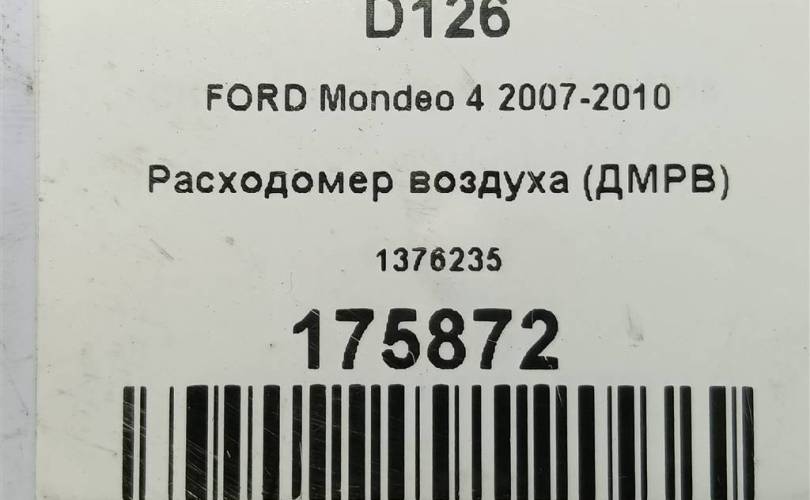 D126
FORD Mondeo 4 2007-2010
Расходомер воздуха (ДМРВ)
1376235
175872